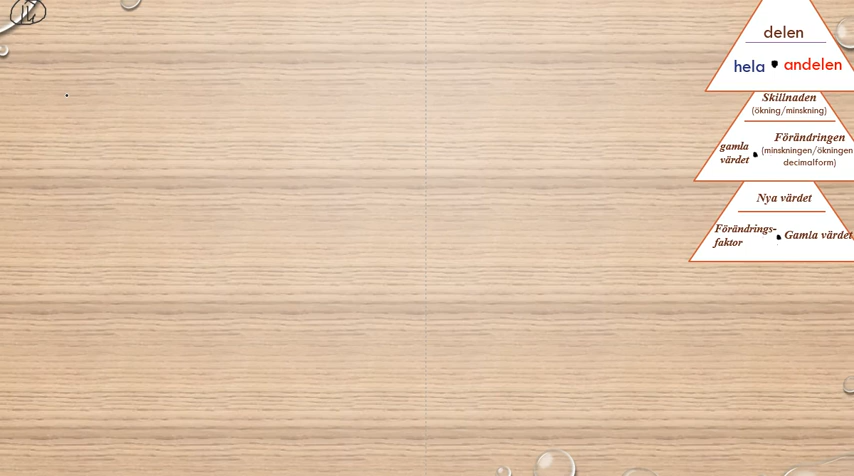 delen
hela • andelen
Skillnaden
(ökning/minskning)
Förändringen
gamla
värdet •
(minskningen/ökningen
decimalform)
Nya värdet
Förändrings-
faktor
• Gamla värdet